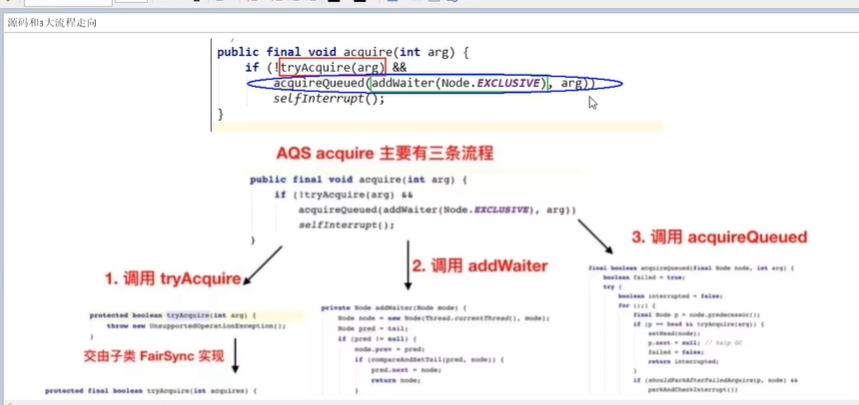 源码和3大流程走向
public final void acquire(int arg) {
if (!tryAcquire(arg) &&
acquireQueued(addWaiter(Node.EXCLUSIVE), arg))
selfInterrupt();
}
AQS acquire 主要有三条流程
public final void acquire(int arg) {
if (!tryAcquire(arg) &&
acquireQueued(addWaiter(Node.EXCLUSIVE), arg))
selfInterrupt();
}
1. 调用 tryAcquire
protected boolean tryAcquire(int arg) {
throw new UnsupportedOperationException();
}
交由子类 FairSync 实现
protected final boolean tryAcquire(int acquires) {
2. 调用 addWaiter
private Node addWaiter(Node mode) {
Node node = new Node(Thread.currentThread(), mode);
Node pred = tail;
if (pred != null) {
node.prev = pred;
if (compareAndSetTail(pred, node)) {
pred.next = node;
return node;
}
3. 调用 acquireQueued
final boolean acquireQueued(final Node node, int arg) {
boolean failed = true;
try {
boolean interrupted = false;
for (;;) {
final Node p = node.predecessor();
if (p == head && tryAcquire(arg)) {
setHead(node);
p.next = null; // help GC
failed = false;
return interrupted;
}
if (shouldParkAfterFailedAcquire(p, node) &&
parkAndCheckInterrupt())